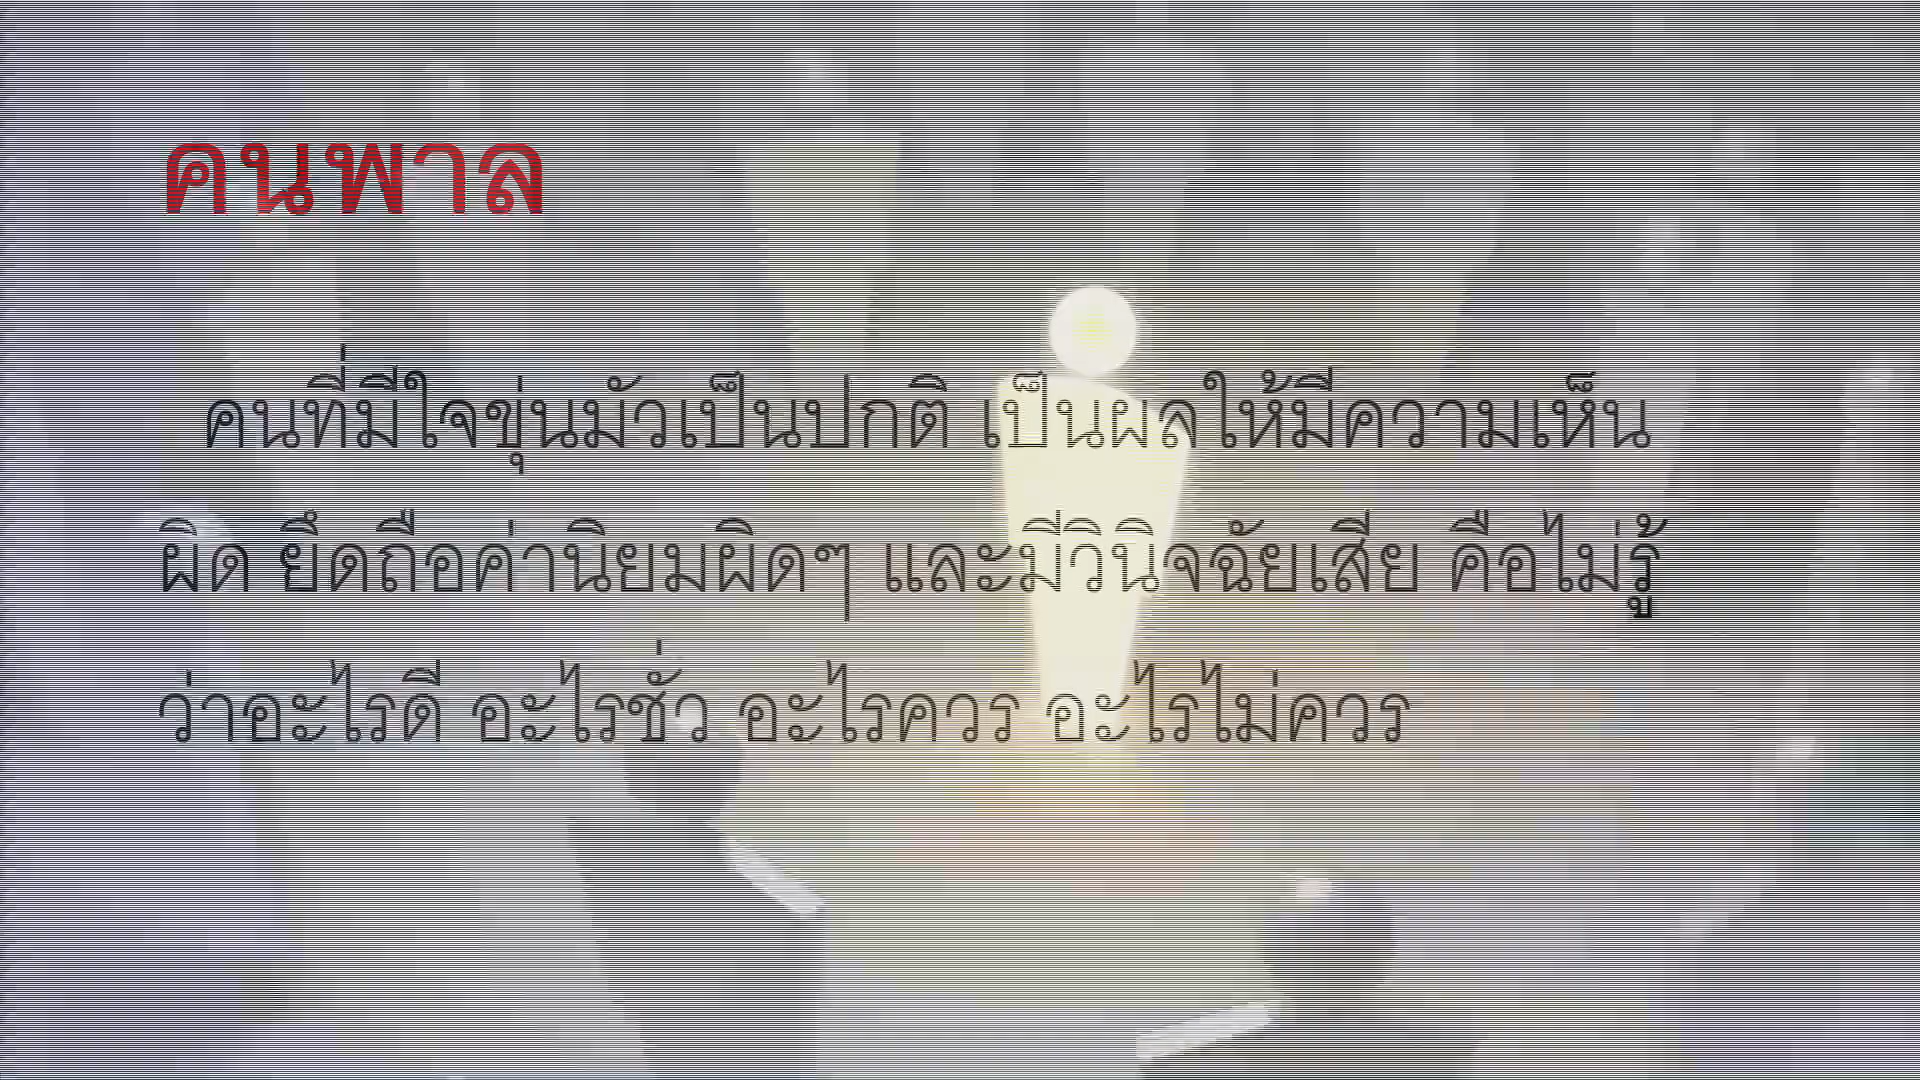 คนพาล
คนที่มีใจขุ่นมัวเป็นปกติ เป็นผลให้มีความเห็น
ผิด ยึดถือค่านิยมผิดๆ และมีวินิจฉัยเสีย คือไม่รู้
ว่าอะไรดี อะไรชั่ว อะไรควร อะไรไม่ควร